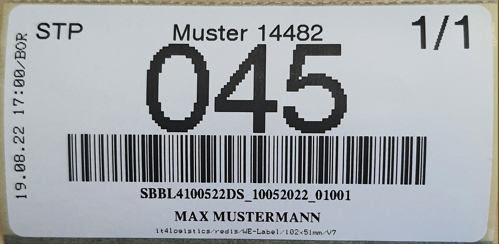 STP
Muster 14482
1/1
045
19.08.22 17:00/BOR
SBBL4100522DS_10052022_01001
MAX MUSTERMANN
it4logistics/redis/WE-Label/102x51mm/V7